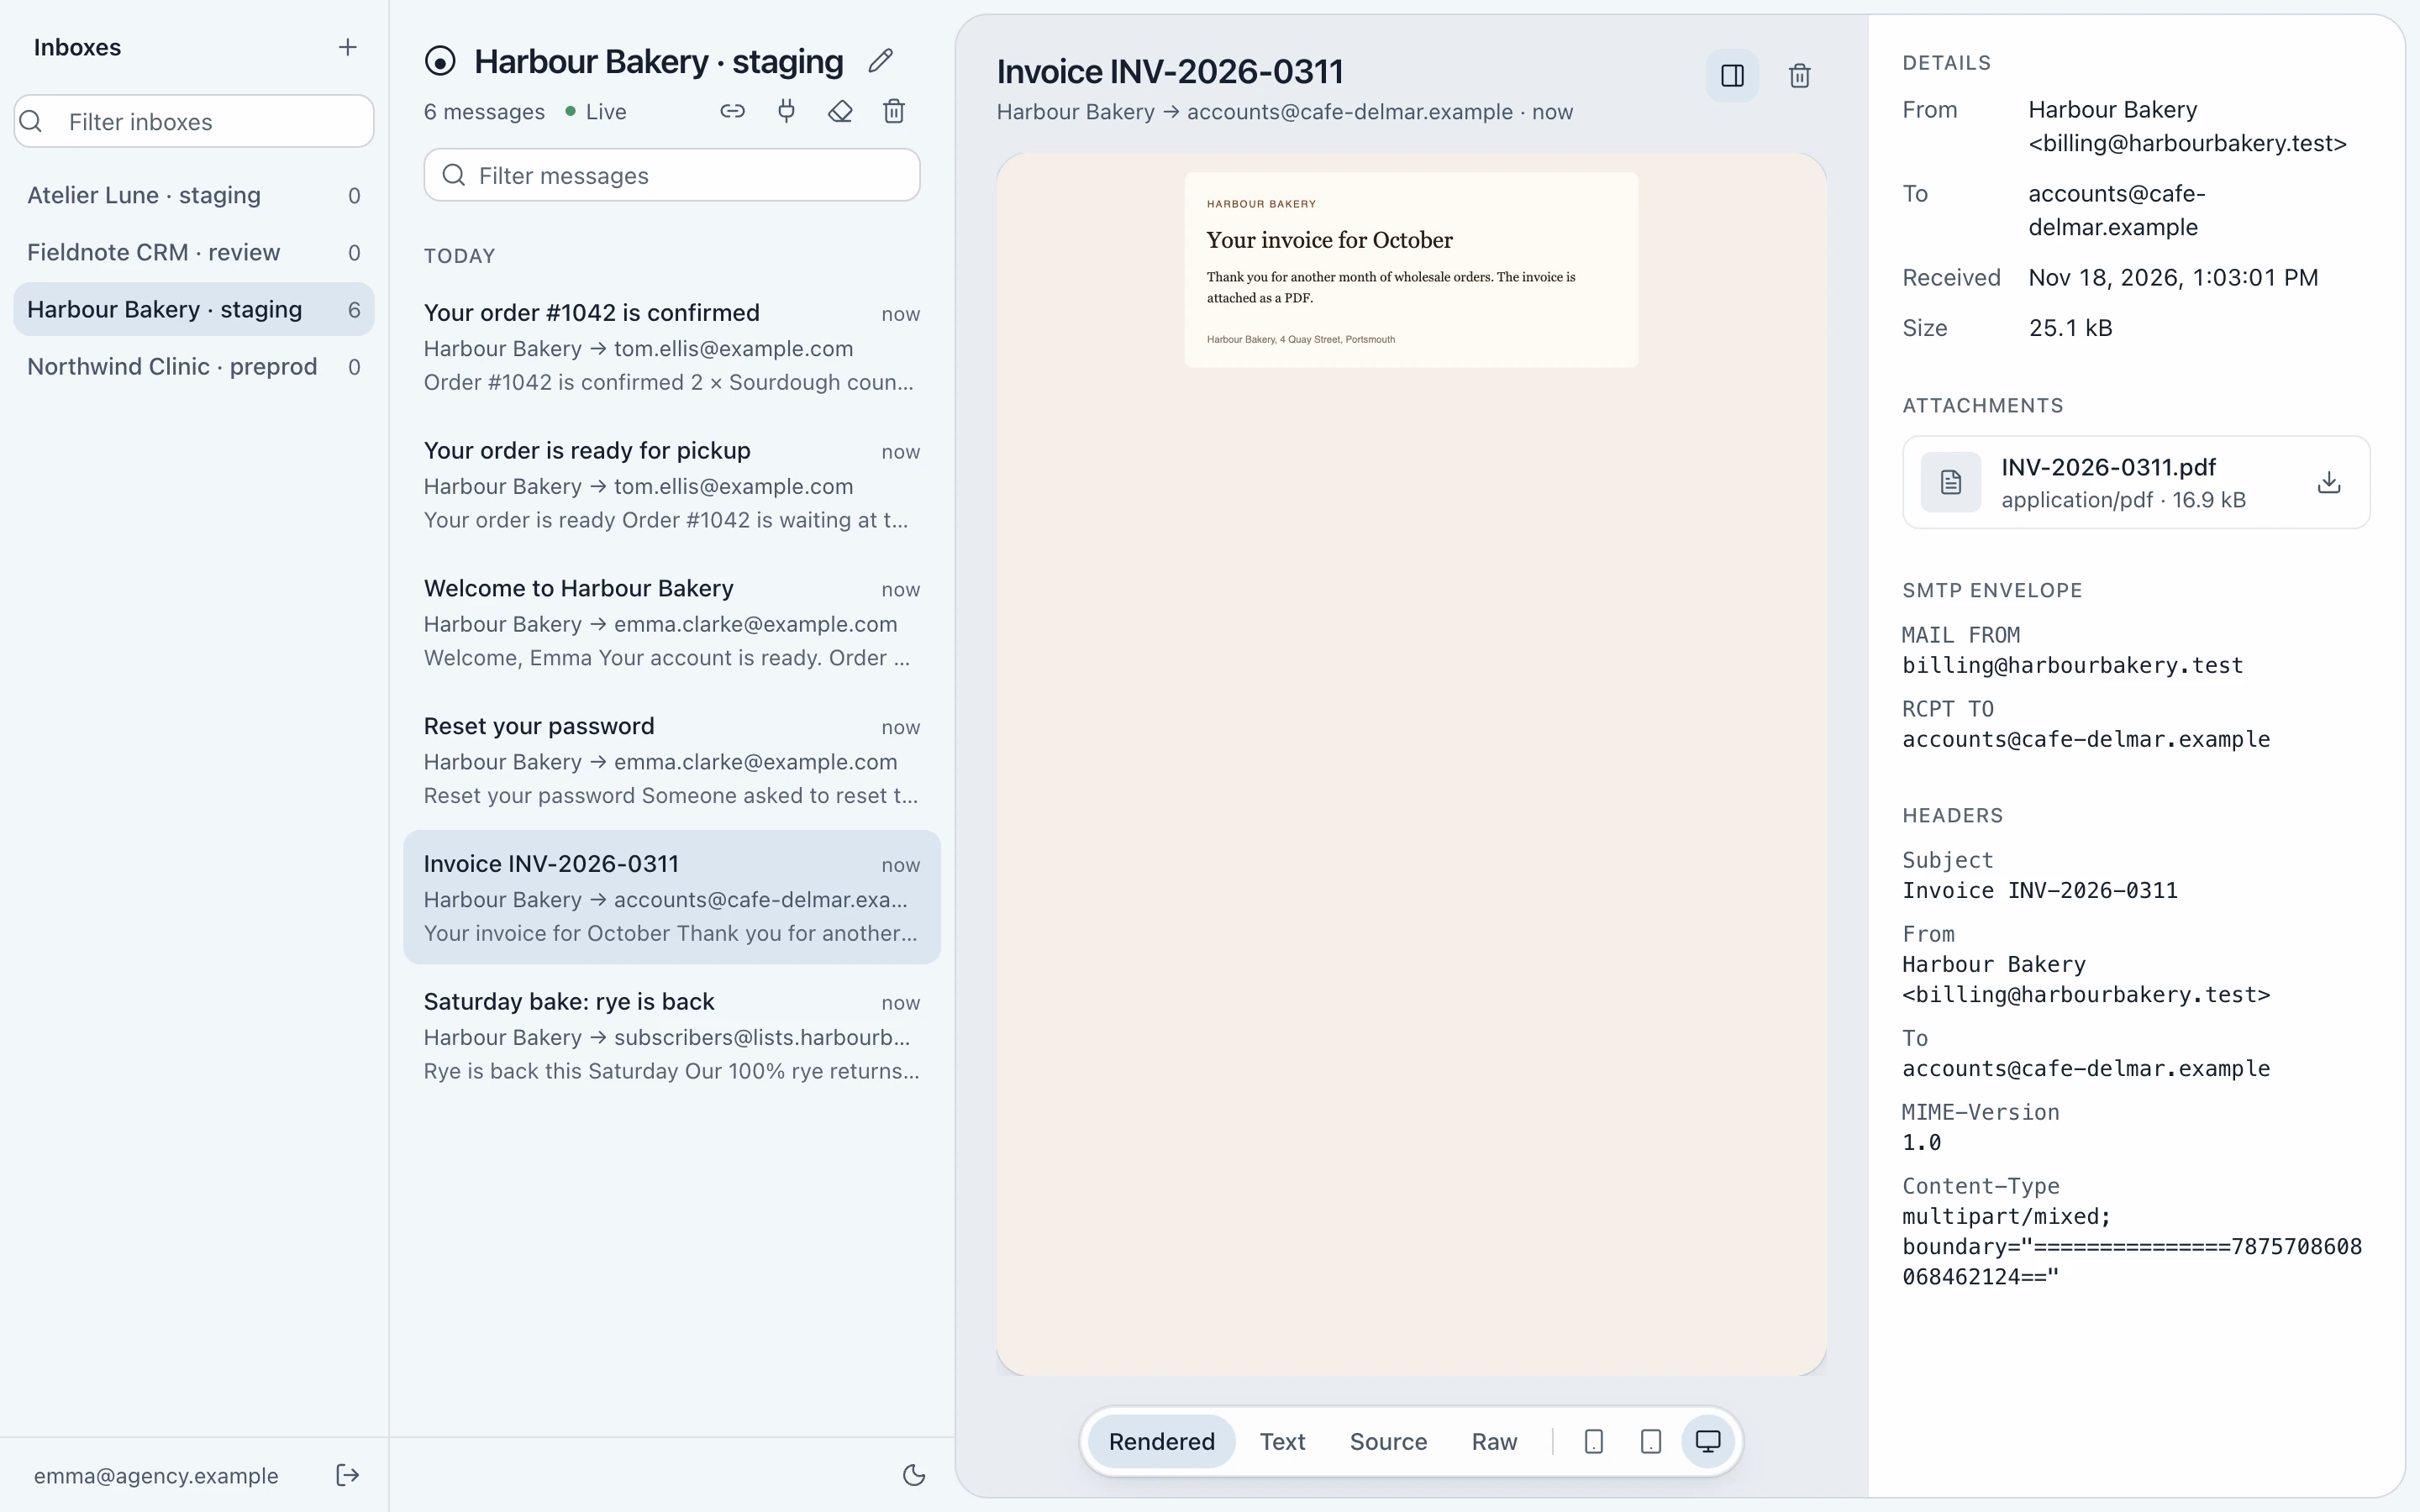 Inboxes
Filter inboxes
Atelier Lune · staging 0
Fieldnote CRM · review 0
Harbour Bakery · staging 6
Northwind Clinic · preprod 0
emma@agency.example
Harbour Bakery · staging
6 messages Live
Filter messages
TODAY
Your order #1042 is confirmed now
Harbour Bakery → tom.ellis@example.com
Order #1042 is confirmed 2 × Sourdough coun...
Your order is ready for pickup now
Harbour Bakery → tom.ellis@example.com
Your order is ready Order #1042 is waiting at t...
Welcome to Harbour Bakery now
Harbour Bakery → emma.clarke@example.com
Welcome, Emma Your account is ready. Order ...
Reset your password now
Harbour Bakery → emma.clarke@example.com
Reset your password Someone asked to reset t...
Invoice INV-2026-0311 now
Harbour Bakery → accounts@cafe-delmar.exa...
Your invoice for October Thank you for another...
Saturday bake: rye is back now
Harbour Bakery → subscribers@lists.harbourb...
Rye is back this Saturday Our 100% rye returns...
Invoice INV-2026-0311
Harbour Bakery → accounts@cafe-delmar.example · now
HARBOUR BAKERY
Your invoice for October
Thank you for another month of wholesale orders. The invoice is
attached as a PDF.
Harbour Bakery, 4 Quay Street, Portsmouth
Rendered Text Source Raw
DETAILS
From Harbour Bakery
<billing@harbourbakery.test>
To accounts@cafe-
delmar.example
Received Nov 18, 2026, 1:03:01 PM
Size 25.1 kB
ATTACHMENTS
INV-2026-0311.pdf
application/pdf · 16.9 kB
SMTP ENVELOPE
MAIL FROM
billing@harbourbakery.test
RCPT TO
accounts@cafe-delmar.example
HEADERS
Subject
Invoice INV-2026-0311
From
Harbour Bakery
<billing@harbourbakery.test>
To
accounts@cafe-delmar.example
MIME-Version
1.0
Content-Type
multipart/mixed;
boundary="===============7875708608
068462124=="